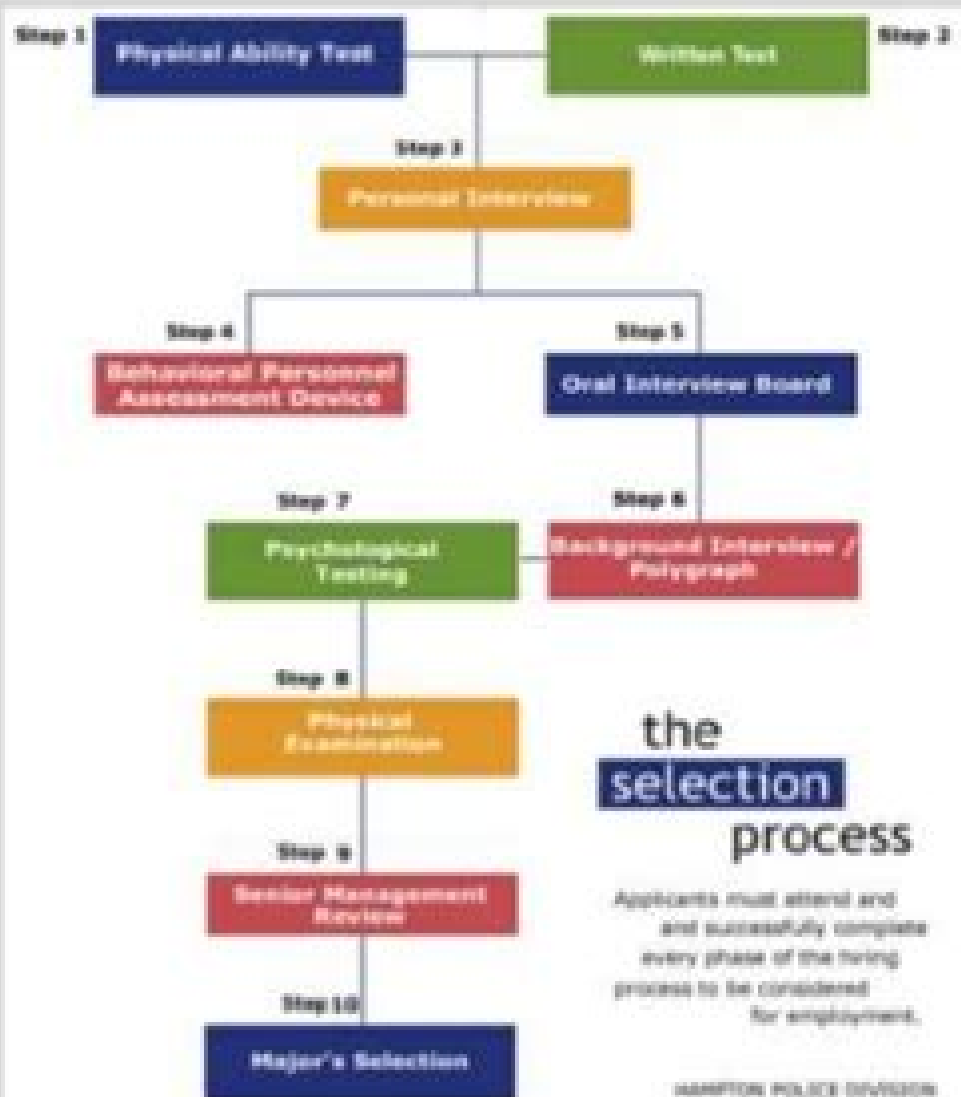 Step 1
Physical Ability Test
Step 2
Written Test
Step 3
Personal Interview
Step 4
Behavioral Personnel
Assessment Device
Step 5
Oral Interview Board
Step 6
Background Interview /
Polygraph
Step 7
Psychological
Testing
Step 8
Physical
Examination
Step 9
Senior Management
Review
Step 10
Major's Selection
the
selection
process
Applicants must attend and
and successfully complete
every phase of the hiring
process to be considered
for employment.
HAMPTON POLICE DIVISION